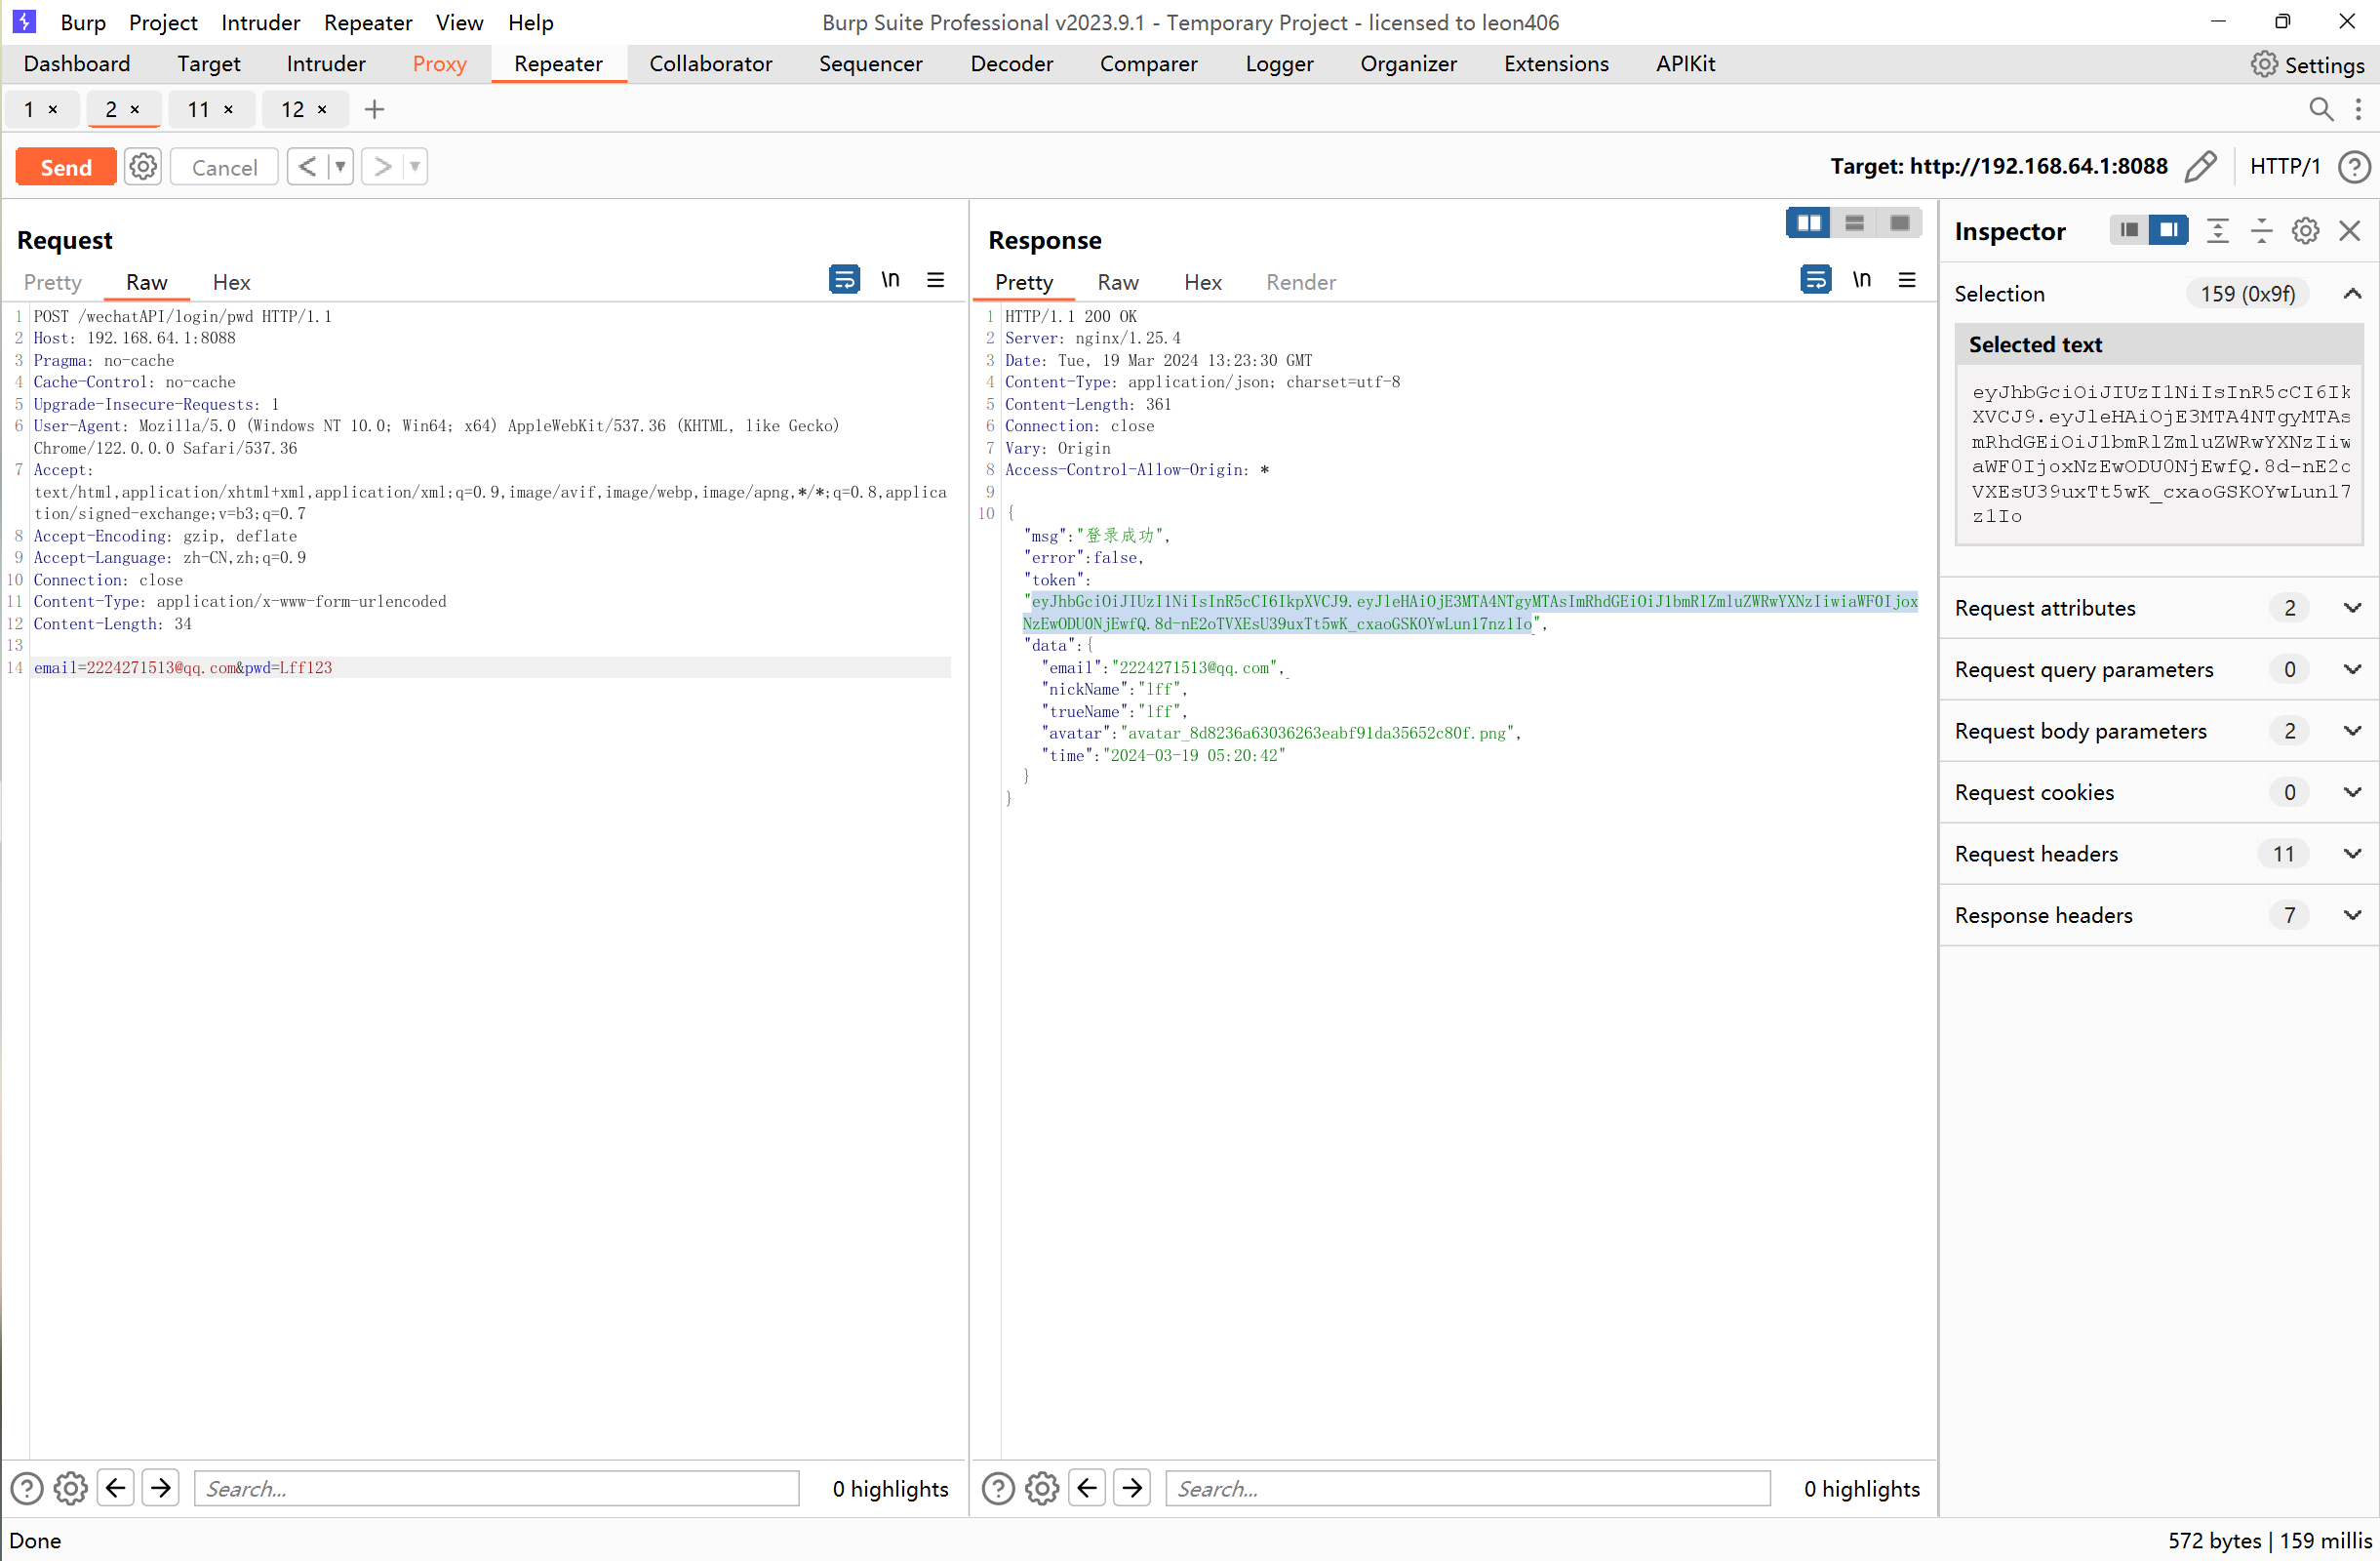 Burp Project Intruder Repeater View Help Burp Suite Professional v2023.9.1 - Temporary Project - licensed to leon406
Dashboard Target Intruder Proxy Repeater Collaborator Sequencer Decoder Comparer Logger Organizer Extensions APIKit Settings
1 × 2 × 11 × 12 × +
Send Cancel < > Target: http://192.168.64.1:8088 HTTP/1
Request
Pretty Raw Hex \n
1 POST /wechatAPI/login/pwd HTTP/1.1
2 Host: 192.168.64.1:8088
3 Pragma: no-cache
4 Cache-Control: no-cache
5 Upgrade-Insecure-Requests: 1
6 User-Agent: Mozilla/5.0 (Windows NT 10.0; Win64; x64) AppleWebKit/537.36 (KHTML, like Gecko)
Chrome/122.0.0.0 Safari/537.36
7 Accept:
text/html,application/xhtml+xml,application/xml;q=0.9,image/avif,image/webp,image/apng,*/*;q=0.8,applica
tion/signed-exchange;v=b3;q=0.7
8 Accept-Encoding: gzip, deflate
9 Accept-Language: zh-CN,zh;q=0.9
10 Connection: close
11 Content-Type: application/x-www-form-urlencoded
12 Content-Length: 34
13
14 email=2224271513@qq.com&pwd=Lff123
Search... 0 highlights
Response
Pretty Raw Hex Render \n
1 HTTP/1.1 200 OK
2 Server: nginx/1.25.4
3 Date: Tue, 19 Mar 2024 13:23:30 GMT
4 Content-Type: application/json; charset=utf-8
5 Content-Length: 361
6 Connection: close
7 Vary: Origin
8 Access-Control-Allow-Origin: *
9
10 {
"msg":"登录成功",
"error":false,
"token":
"eyJhbGciOiJIUzI1NiIsInR5cCI6IkpXVCJ9.eyJleHAiOjE3MTA4NTgyMTAsImRhdGEiOiJ1bmRlZmluZWRwYXNzIiwiaWF0Ijox
NzEwODU0NjEwfQ.8d-nE2oTVXEsU39uxTt5wK_cxaoGSKOYwLun17nz1Io",
"data":{
"email":"2224271513@qq.com",
"nickName":"lff",
"trueName":"lff",
"avatar":"avatar_8d8236a63036263eabf91da35652c80f.png",
"time":"2024-03-19 05:20:42"
}
}
Search... 0 highlights
Inspector
Selection 159 (0x9f)
Selected text
eyJhbGciOiJIUzI1NiIsInR5cCI6Ik
XVCJ9.eyJleHAiOjE3MTA4NTgyMTAs
mRhdGEiOiJ1bmRlZmluZWRwYXNzIiw
aWF0IjoxNzEwODU0NjEwfQ.8d-nE2o
VXEsU39uxTt5wK_cxaoGSKOYwLun17
z1Io
Request attributes 2
Request query parameters 0
Request body parameters 2
Request cookies 0
Request headers 11
Response headers 7
Done 572 bytes | 159 millis